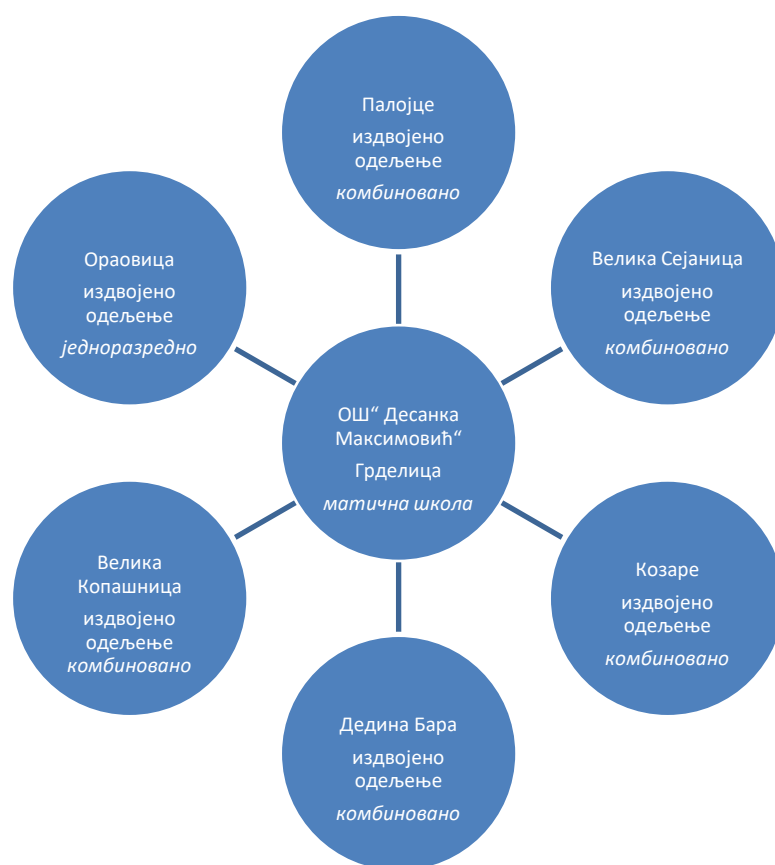 Палојце
издвојено
одељење
комбиновано
Ораовица
издвојено
одељење
једноразредно
Велика Сејаница
издвојено
одељење
комбиновано
ОШ“ Десанка
Максимовић“
Грделица
матична школа
Велика
Копашница
издвојено
одељење
комбиновано
Козаре
издвојено
одељење
комбиновано
Дедина Бара
издвојено
одељење
комбиновано